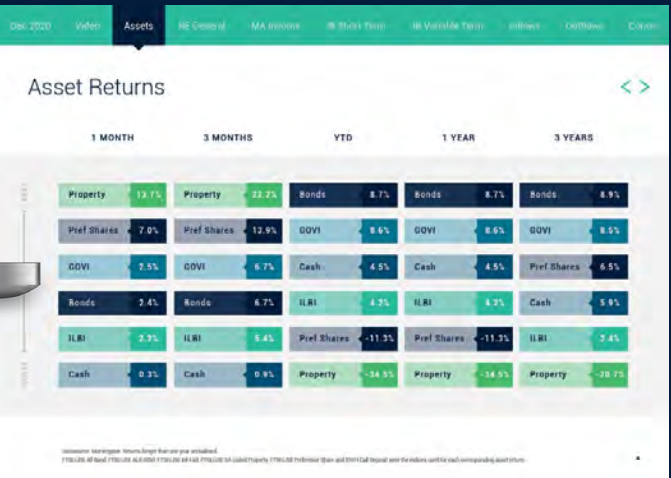 Dec 2020 Video Assets NE General MA Income IB Short Term IB Variable Term Inflows Outflows
Asset Returns
< >
1 MONTH 3 MONTHS YTD 1 YEAR 3 YEARS
Property 13.7% Property 22.2% Bonds 8.7% Bonds 8.7% Bonds 8.9%
Pref Shares 7.0% Pref Shares 12.9% GOVI 8.6% GOVI 8.6% GOVI 8.5%
GOVI 2.5% GOVI 6.7% Cash 4.5% Cash 4.5% Pref Shares 6.5%
Bonds 2.4% Bonds 6.7% ILBI 4.2% ILBI 4.2% Cash 5.9%
ILBI ILBI 5.4% Pref Shares -11.3% Pref Shares -11.3% ILBI 2.4%
Cash 0.3% Cash 0.9% Property -34.5% Property -34.5% Property -20.7%